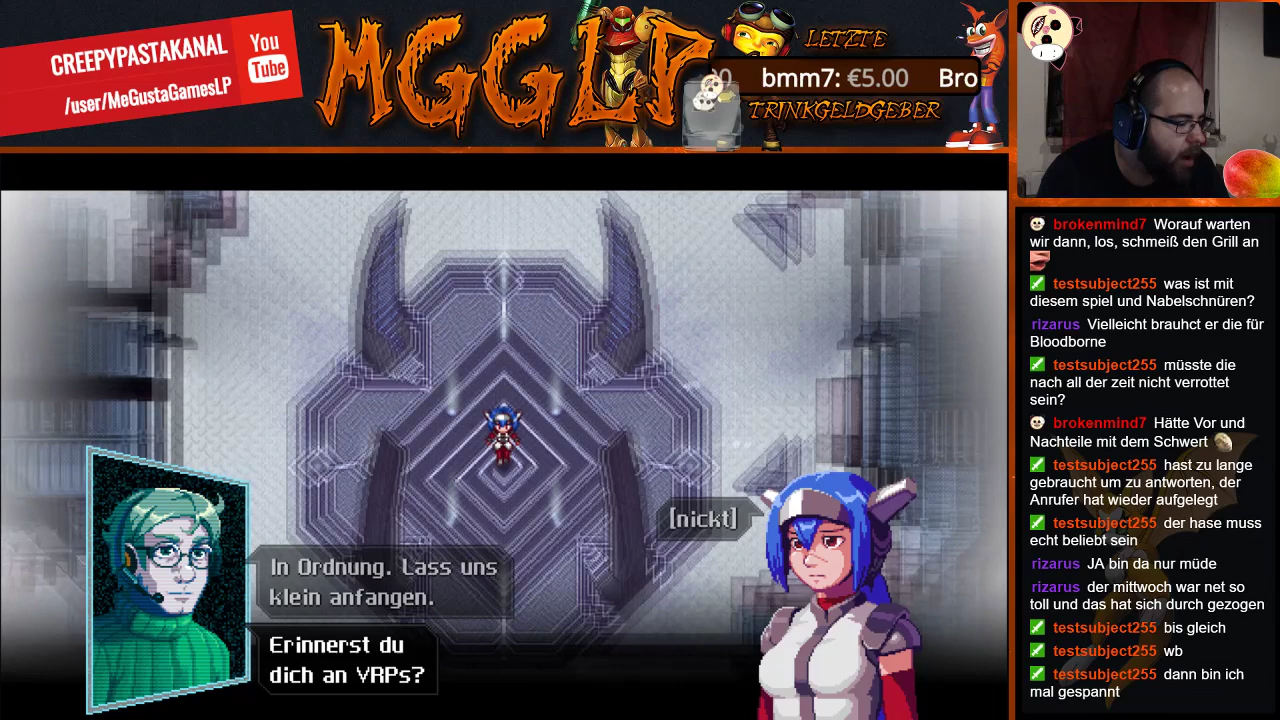 CREEPYPASTAKANAL
/user/MeGustaGamesLP
You
Tube
MGGLP
LETZTE
bmm7: €5.00 Bro
TRINKGELDGEBER
[nickt]
In Ordnung. Lass uns
klein anfangen.
Erinnerst du
dich an VRPs?
brokenmind7 Worauf warten
wir dann, los, schmeiß den Grill an
testsubject255 was ist mit
diesem spiel und Nabelschnüren?
rizarus Vielleicht brauhct er die für
Bloodborne
testsubject255 müsste die
nach all der zeit nicht verrottet
sein?
brokenmind7 Hätte Vor und
Nachteile mit dem Schwert
testsubject255 hast zu lange
gebraucht um zu antworten, der
Anrufer hat wieder aufgelegt
testsubject255 der hase muss
echt beliebt sein
rizarus JA bin da nur müde
rizarus der mittwoch war net so
toll und das hat sich durch gezogen
testsubject255 bis gleich
testsubject255 wb
testsubject255 dann bin ich
mal gespannt